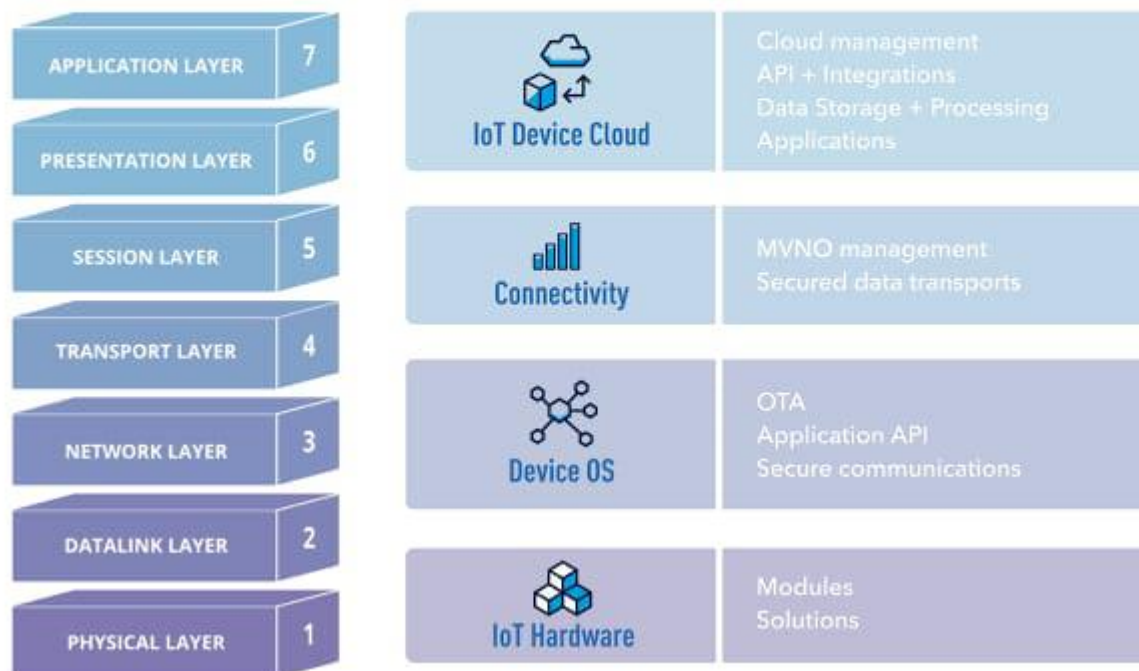 APPLICATION LAYER 7
PRESENTATION LAYER 6
SESSION LAYER 5
TRANSPORT LAYER 4
NETWORK LAYER 3
DATALINK LAYER 2
PHYSICAL LAYER 1
IoT Device Cloud
Cloud management
API + Integrations
Data Storage + Processing
Applications
Connectivity
MVNO management
Secured data transports
Device OS
OTA
Application API
Secure communications
IoT Hardware
Modules
Solutions